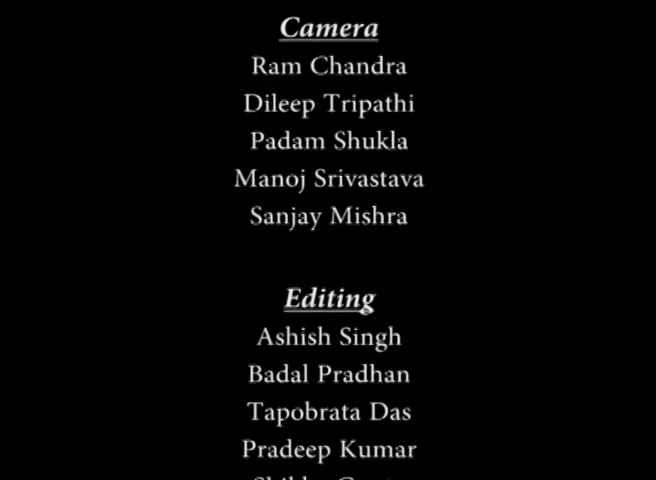 Camera
Ram Chandra
Dileep Tripathi
Padam Shukla
Manoj Srivastava
Sanjay Mishra
Editing
Ashish Singh
Badal Pradhan
Tapobrata Das
Pradeep Kumar